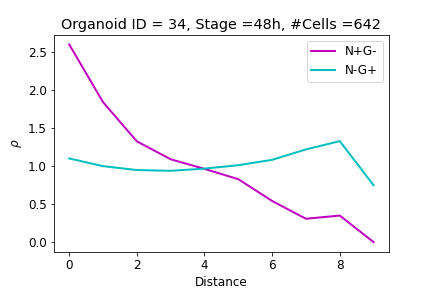 Organoid ID = 34, Stage =48h, #Cells =642
N+G-
N-G+
2.5
2.0
1.5
1.0
0.5
0.0
ρ
0 2 4 6 8
Distance